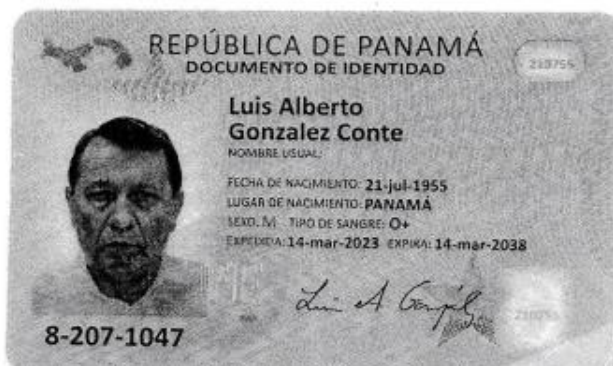 REPÚBLICA DE PANAMÁ
DOCUMENTO DE IDENTIDAD
210755
Luis Alberto
Gonzalez Conte
NOMBRE USUAL:
FECHA DE NACIMIENTO: 21-jul-1955
LUGAR DE NACIMIENTO: PANAMÁ
SEXO: M TIPO DE SANGRE: O+
EXPEDIDA: 14-mar-2023 EXPIRA: 14-mar-2038
8-207-1047